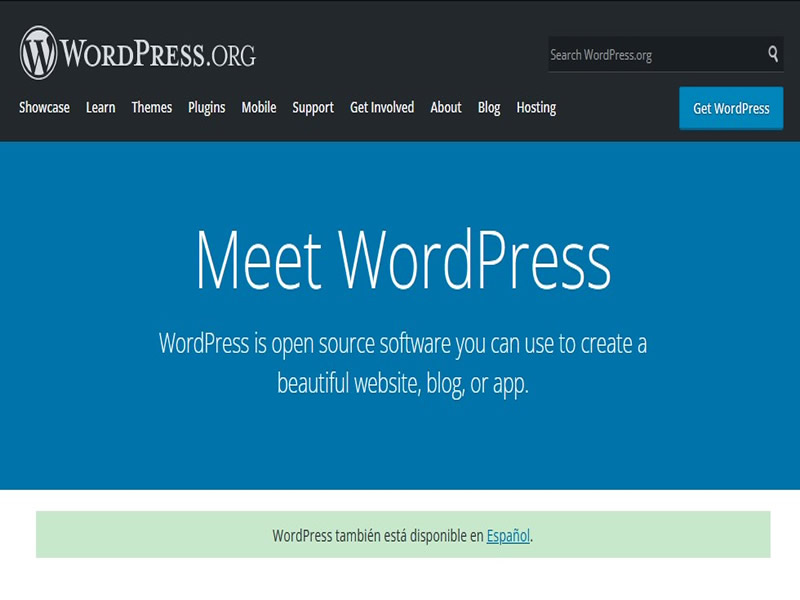 WORDPRESS.ORG
Search WordPress.org
Showcase Learn Themes Plugins Mobile Support Get Involved About Blog Hosting
Get WordPress
Meet WordPress
WordPress is open source software you can use to create a
beautiful website, blog, or app.
WordPress también está disponible en Español.